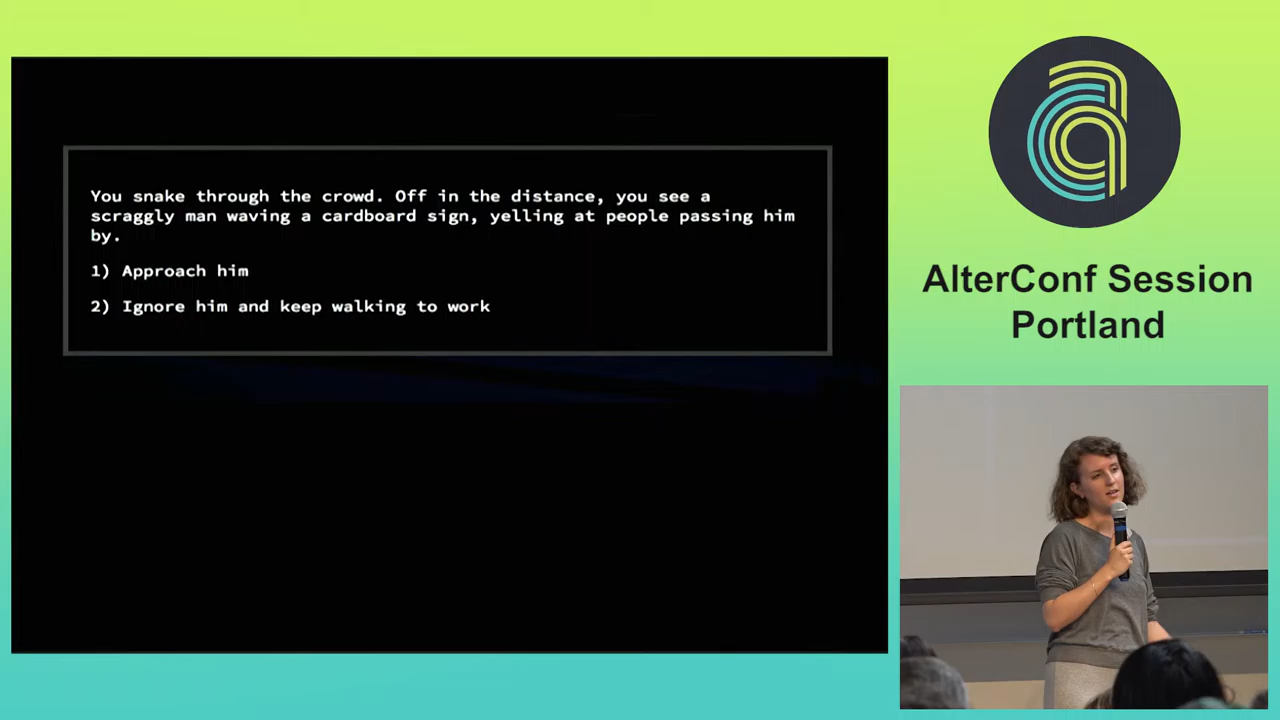 You snake through the crowd. Off in the distance, you see a
scraggly man waving a cardboard sign, yelling at people passing him
by.
1) Approach him
2) Ignore him and keep walking to work
AlterConf Session
Portland